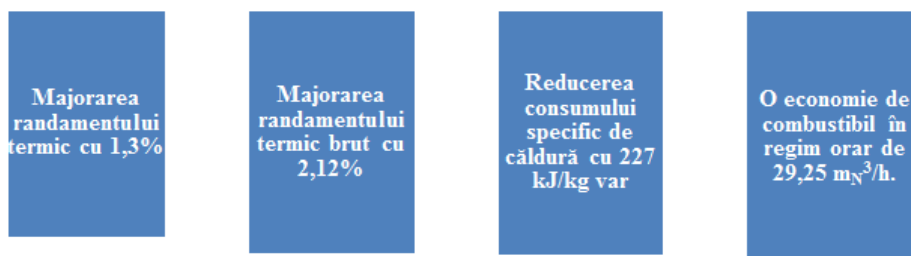 Majorarea
randamentului
termic cu 1,3%
Majorarea
randamentului
termic brut cu
2,12%
Reducerea
consumului
specific de
căldură cu 227
kJ/kg var
O economie de
combustibil în
regim orar de
29,25 m_N³/h.